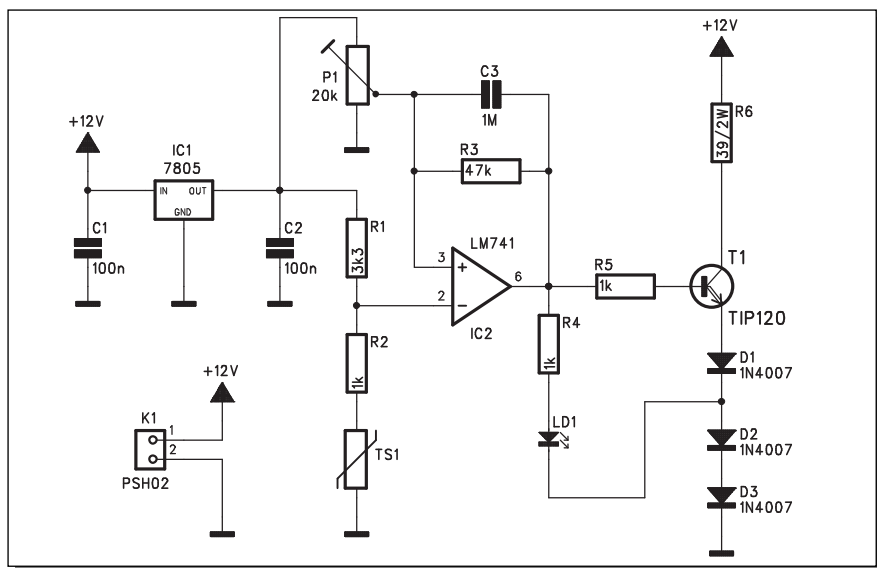 +12V
IC1
7805
IN OUT
GND
C1
100n
C2
100n
P1
20k
C3
1M
R3
47k
R1
3k3
LM741
3
+
2
−
6
IC2
R2
1k
TS1
R5
1k
R4
1k
LD1
+12V
R6
39/2W
T1
TIP120
D1
1N4007
D2
1N4007
D3
1N4007
+12V
K1
1
2
PSH02